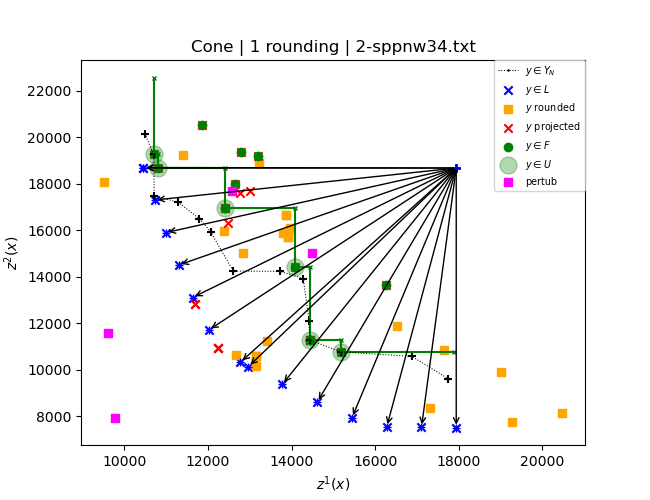 Cone | 1 rounding | 2-sppnw34.txt
y ∈ Y_N
y ∈ L
y rounded
y projected
y ∈ F
y ∈ U
pertub
z²(x)
22000
20000
18000
16000
14000
12000
10000
8000
10000 12000 14000 16000 18000 20000
z¹(x)